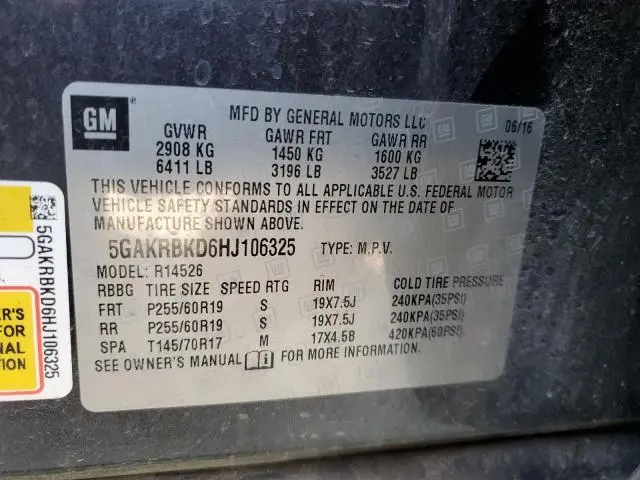 GM
MFD BY GENERAL MOTORS LLC
06/16
GVWR GAWR FRT GAWR RR
2908 KG 1450 KG 1600 KG
6411 LB 3196 LB 3527 LB
THIS VEHICLE CONFORMS TO ALL APPLICABLE U.S. FEDERAL MOTOR
VEHICLE SAFETY STANDARDS IN EFFECT ON THE DATE OF
MANUFACTURE SHOWN ABOVE.
5GAKRBKD6HJ106325 TYPE: M.P.V.
MODEL: R14526
RBBG TIRE SIZE SPEED RTG RIM COLD TIRE PRESSURE
FRT P255/60R19 S 19X7.5J 240KPA(35PSI)
RR P255/60R19 S 19X7.5J 240KPA(35PSI)
SPA T145/70R17 M 17X4.5B 420KPA(60PSI)
SEE OWNER'S MANUAL FOR MORE INFORMATION.
5GAKRBKD6HJ106325
FOR